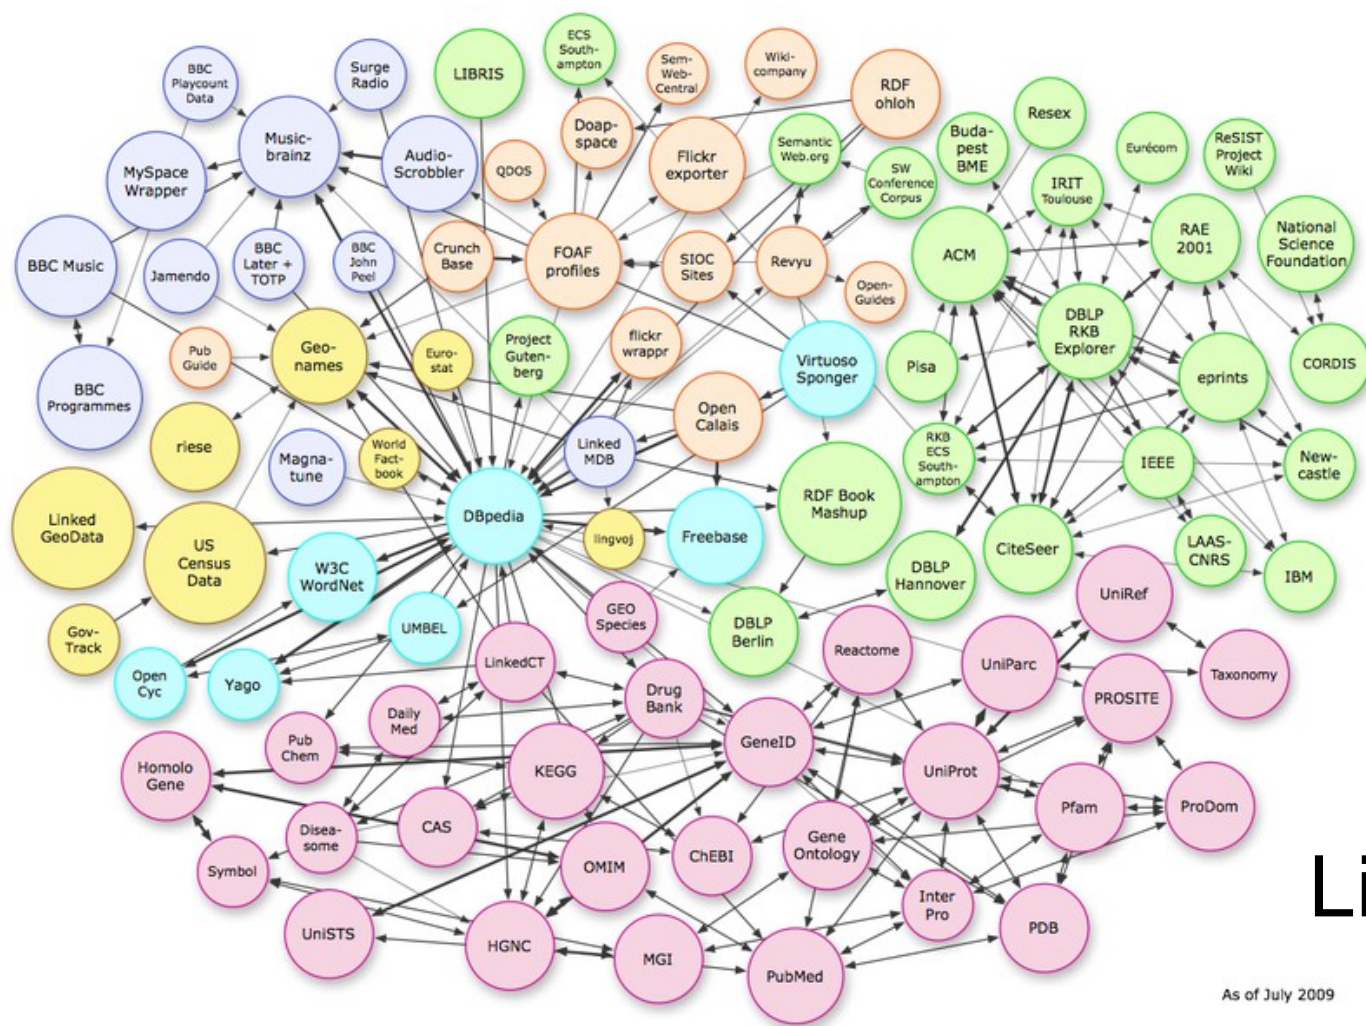 BBC
Playcount
Data
Surge
Radio
LIBRIS
ECS
South-
ampton
Sem-
Web-
Central
Wiki-
company
RDF
ohloh
Music-
brainz
MySpace
Wrapper
Audio-
Scrobbler
QDOS
Doap-
space
Flickr
exporter
Semantic
Web.org
SW
Conference
Corpus
Buda-
pest
BME
Resex
Eurécom
ReSIST
Project
Wiki
IRIT
Toulouse
RAE
2001
National
Science
Foundation
BBC Music
Jamendo
BBC
Later +
TOTP
BBC
John
Peel
Crunch
Base
FOAF
profiles
SIOC
Sites
Revyu
Open-
Guides
ACM
DBLP
RKB
Explorer
Pub
Guide
Geo-
names
Euro-
stat
Project
Guten-
berg
flickr
wrappr
Virtuoso
Sponger
Pisa
eprints
CORDIS
BBC
Programmes
riese
Magna-
tune
World
Fact-
book
Linked
MDB
Open
Calais
RKB
ECS
South-
ampton
IEEE
New-
castle
Linked
GeoData
US
Census
Data
W3C
WordNet
DBpedia
lingvoj
Freebase
RDF Book
Mashup
CiteSeer
LAAS-
CNRS
IBM
DBLP
Hannover
Gov-
Track
Open
Cyc
Yago
UMBEL
LinkedCT
GEO
Species
DBLP
Berlin
Reactome
UniParc
UniRef
Taxonomy
PROSITE
Homolo
Gene
Pub
Chem
Daily
Med
Drug
Bank
KEGG
GeneID
UniProt
Pfam
ProDom
Symbol
Disea-
some
CAS
OMIM
ChEBI
Gene
Ontology
Inter
Pro
PDB
UniSTS
HGNC
MGI
PubMed
Li
As of July 2009